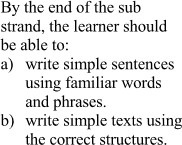 By the end of the sub
strand, the learner should
be able to:
a) write simple sentences
using familiar words
and phrases.
b) write simple texts using
the correct structures.